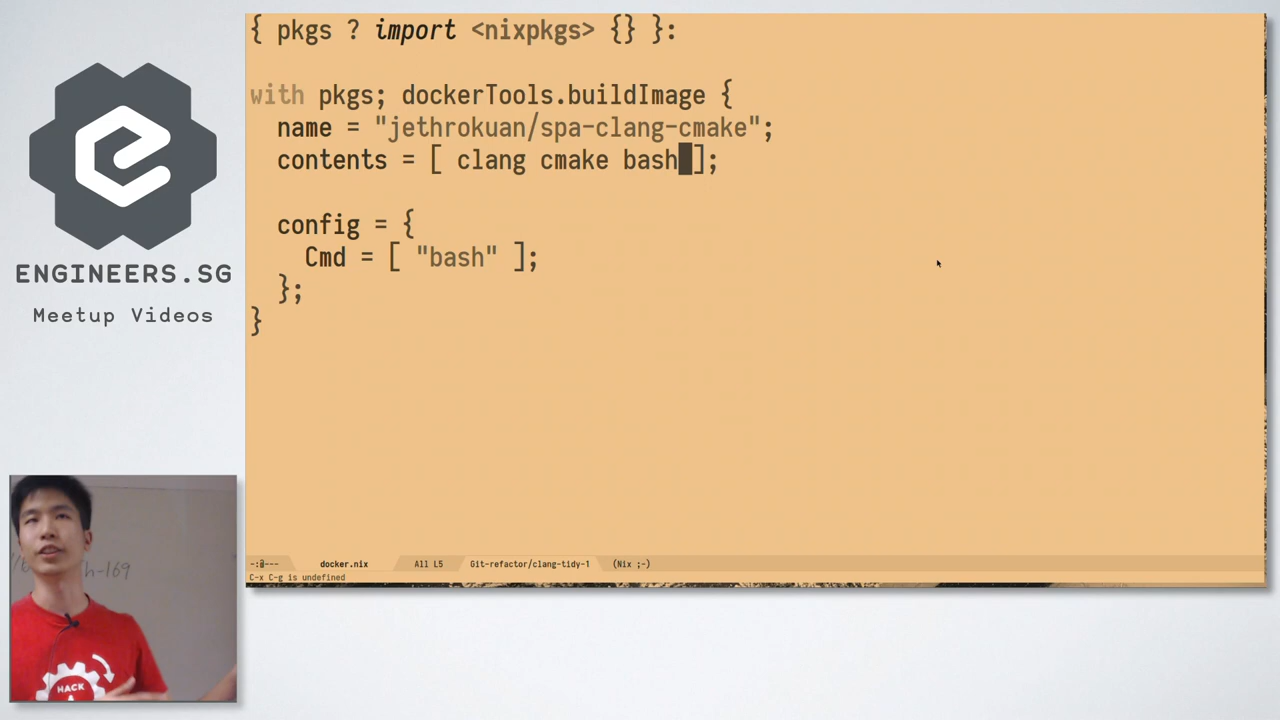 { pkgs ? import <nixpkgs> {} }:
with pkgs; dockerTools.buildImage {
name = "jethrokuan/spa-clang-cmake";
contents = [ clang cmake bash ];
config = {
Cmd = [ "bash" ];
};
}
-:@--- docker.nix All L5 Git-refactor/clang-tidy-1 (Nix ;-)
C-x C-g is undefined
ENGINEERS.SG
Meetup Videos
h-169
HACK